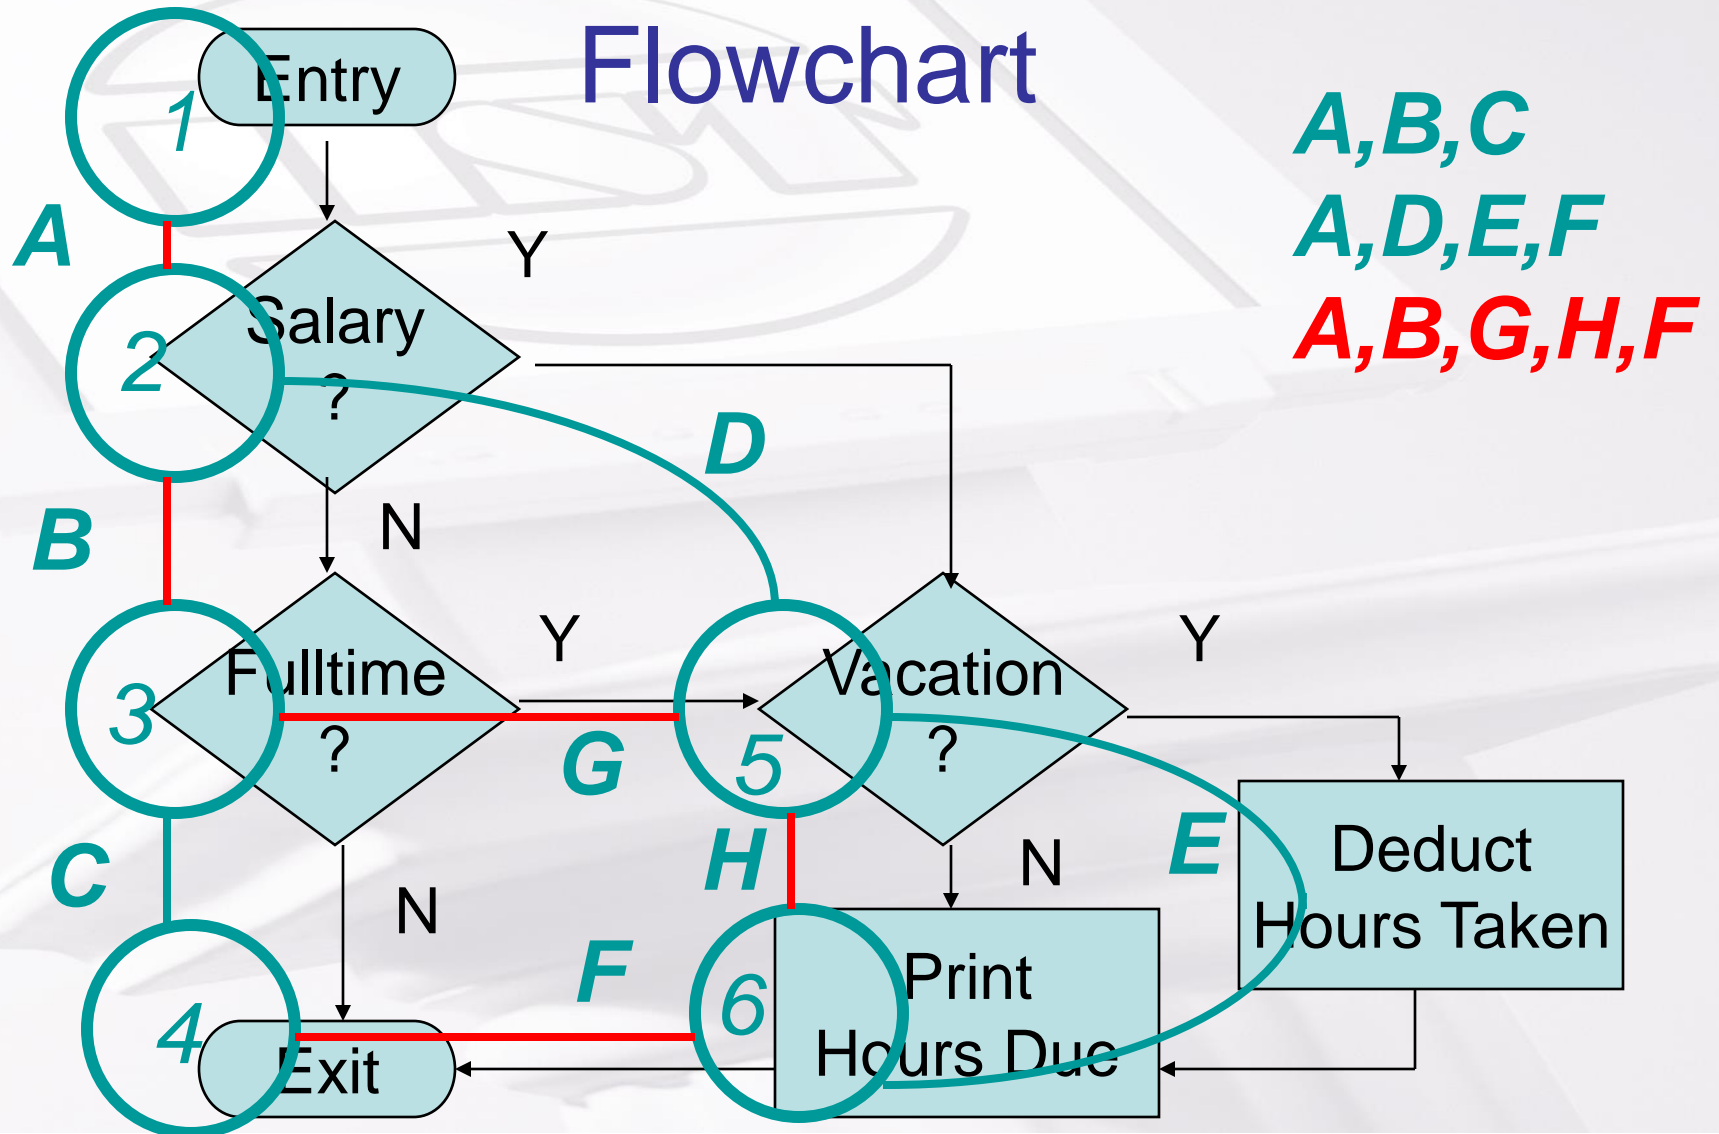 Flowchart
Entry
1
A,B,C
A,D,E,F
A,B,G,H,F
A
Y
Salary
?
2
D
B
N
Fulltime
?
3
Y
G
5
Vacation
?
Y
C
N
H
N
E
Deduct
Hours Taken
F
6
Print
Hours Due
4
Exit